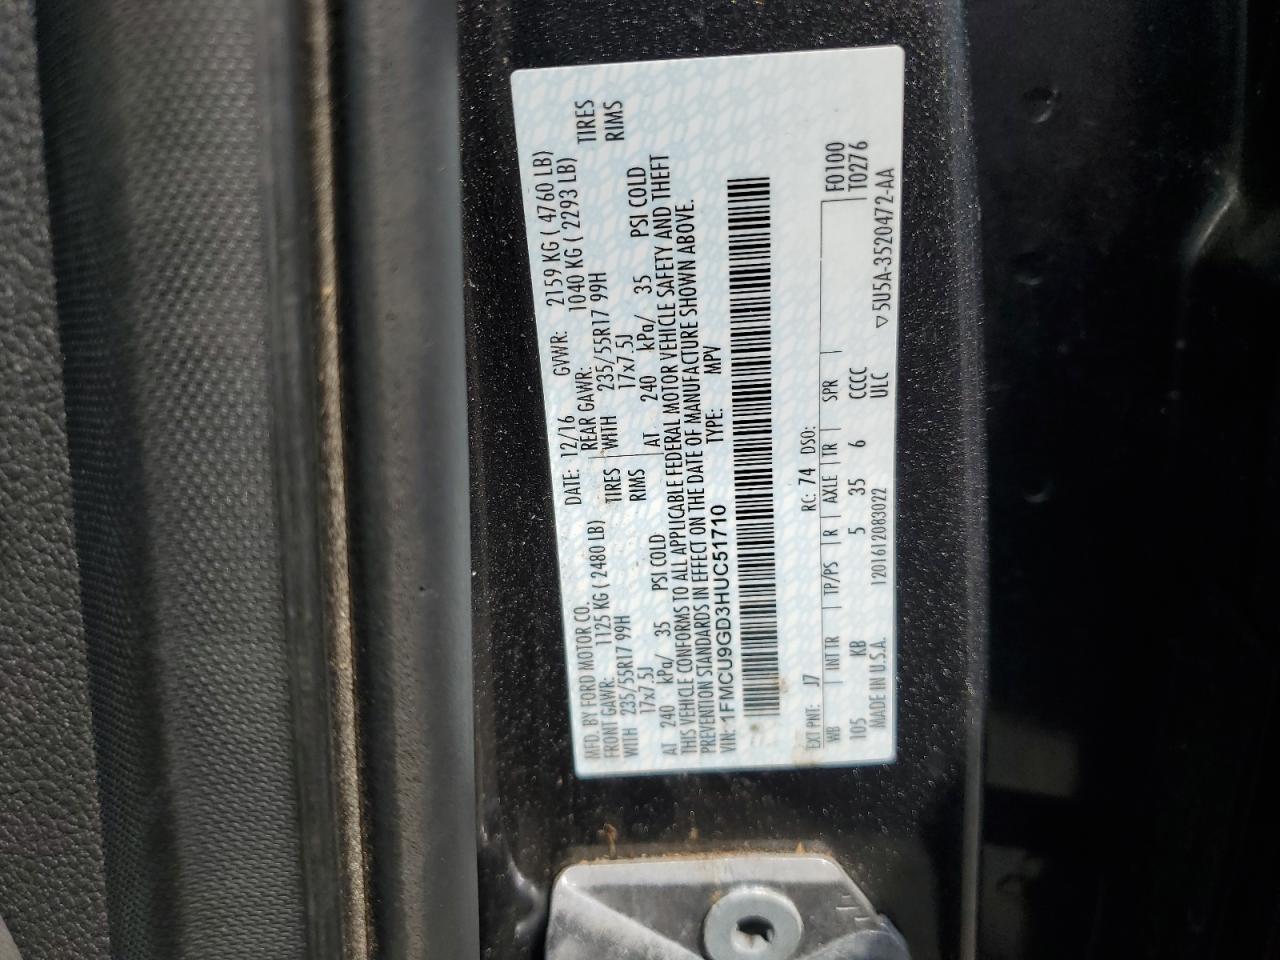 MFD. BY FORD MOTOR CO.
DATE: 12/16 GVWR: 2159 KG ( 4760 LB)
FRONT GAWR: 1125 KG ( 2480 LB) REAR GAWR: 1040 KG ( 2293 LB)
WITH 235/55R17 99H TIRES WITH 235/55R17 99H TIRES
17x7.5J RIMS 17x7.5J RIMS
AT 240 kPa/ 35 PSI COLD AT 240 kPa/ 35 PSI COLD
THIS VEHICLE CONFORMS TO ALL APPLICABLE FEDERAL MOTOR VEHICLE SAFETY AND THEFT
PREVENTION STANDARDS IN EFFECT ON THE DATE OF MANUFACTURE SHOWN ABOVE.
VIN: 1FMCU9GD3HUC51710 TYPE: MPV
EXT PNT: J7 RC: 74 DSO: F0100
WB INT TR TP/PS R AXLE TR SPR T0276
105 KB 5 35 6 CCCC
MADE IN U.S.A. 1201612083022 ULC ▽5U5A-3520472-AA